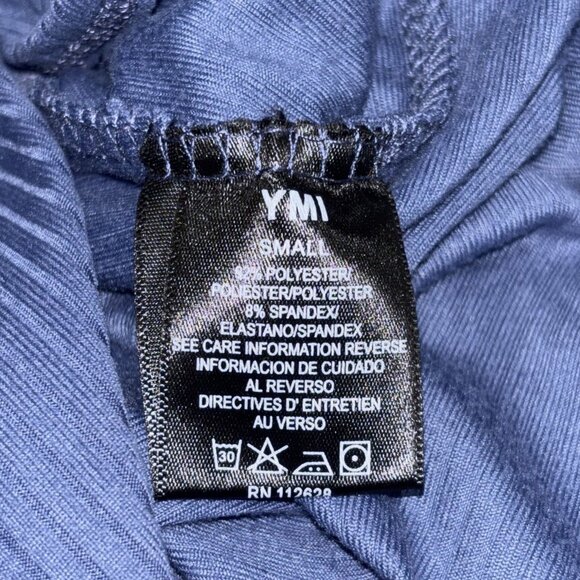 YMI
SMALL
92% POLYESTER/
POLIESTER/POLYESTER
8% SPANDEX/
ELASTANO/SPANDEX
SEE CARE INFORMATION REVERSE
INFORMACION DE CUIDADO
AL REVERSO
DIRECTIVES D' ENTRETIEN
AU VERSO
30
RN 112628